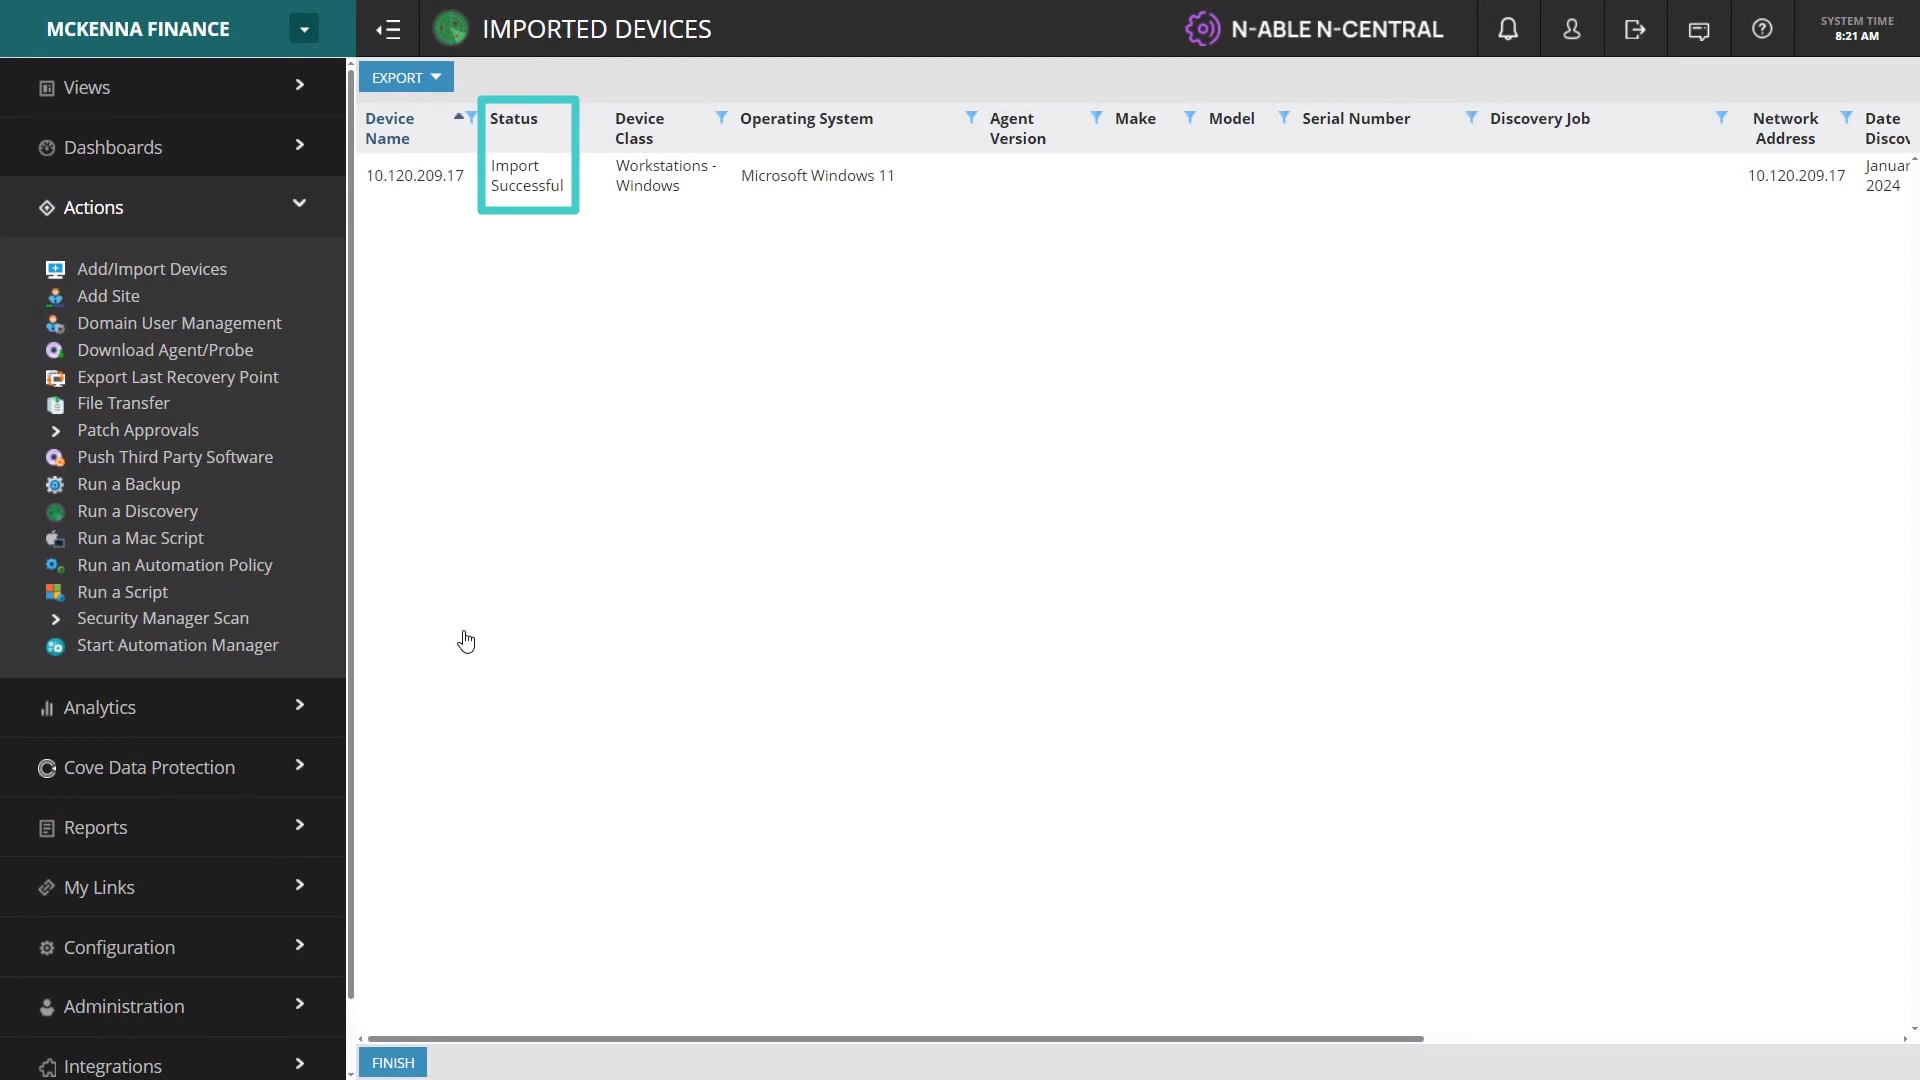 MCKENNA FINANCE
IMPORTED DEVICES
N-ABLE N-CENTRAL
SYSTEM TIME
8:21 AM
Views
Dashboards
Actions
Add/Import Devices
Add Site
Domain User Management
Download Agent/Probe
Export Last Recovery Point
File Transfer
Patch Approvals
Push Third Party Software
Run a Backup
Run a Discovery
Run a Mac Script
Run an Automation Policy
Run a Script
Security Manager Scan
Start Automation Manager
Analytics
Cove Data Protection
Reports
My Links
Configuration
Administration
Integrations
EXPORT
Device
Name
Status
Device
Class
Operating System
Agent
Version
Make
Model
Serial Number
Discovery Job
Network
Address
Date
Discov
10.120.209.17
Import
Successful
Workstations -
Windows
Microsoft Windows 11
10.120.209.17
Januar
2024
FINISH